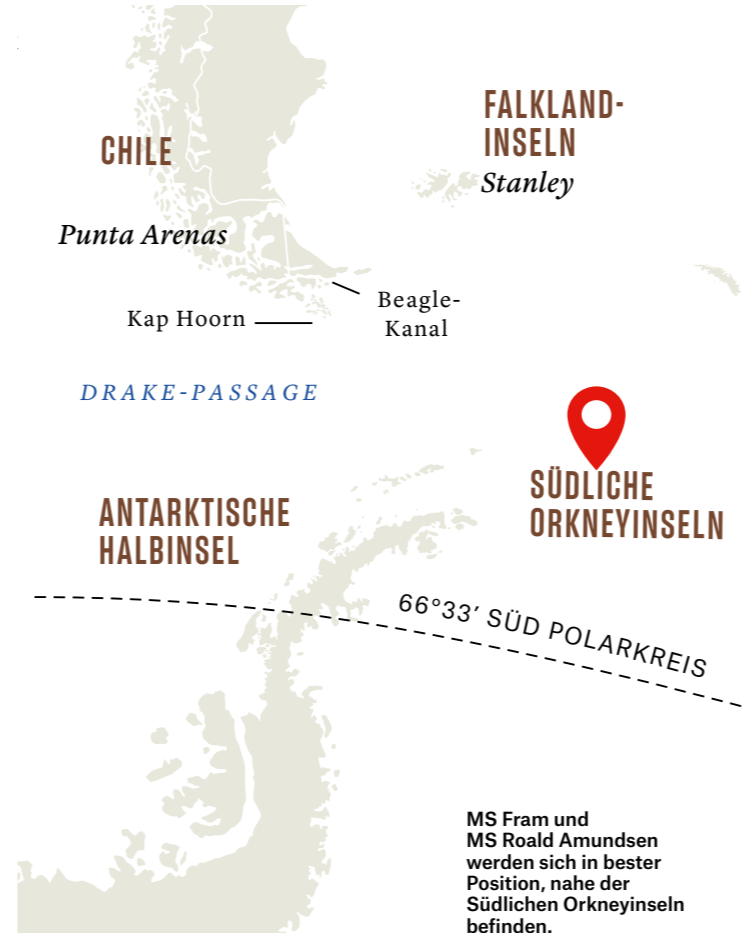 FALKLAND-
INSELN
CHILE
Stanley
Punta Arenas
Beagle-
Kanal
Kap Hoorn
DRAKE-PASSAGE
SÜDLICHE
ORKNEYINSELN
ANTARKTISCHE
HALBINSEL
66°33’ SÜD POLARKREIS
MS Fram und
MS Roald Amundsen
werden sich in bester
Position, nahe der
Südlichen Orkneyinseln
befinden.